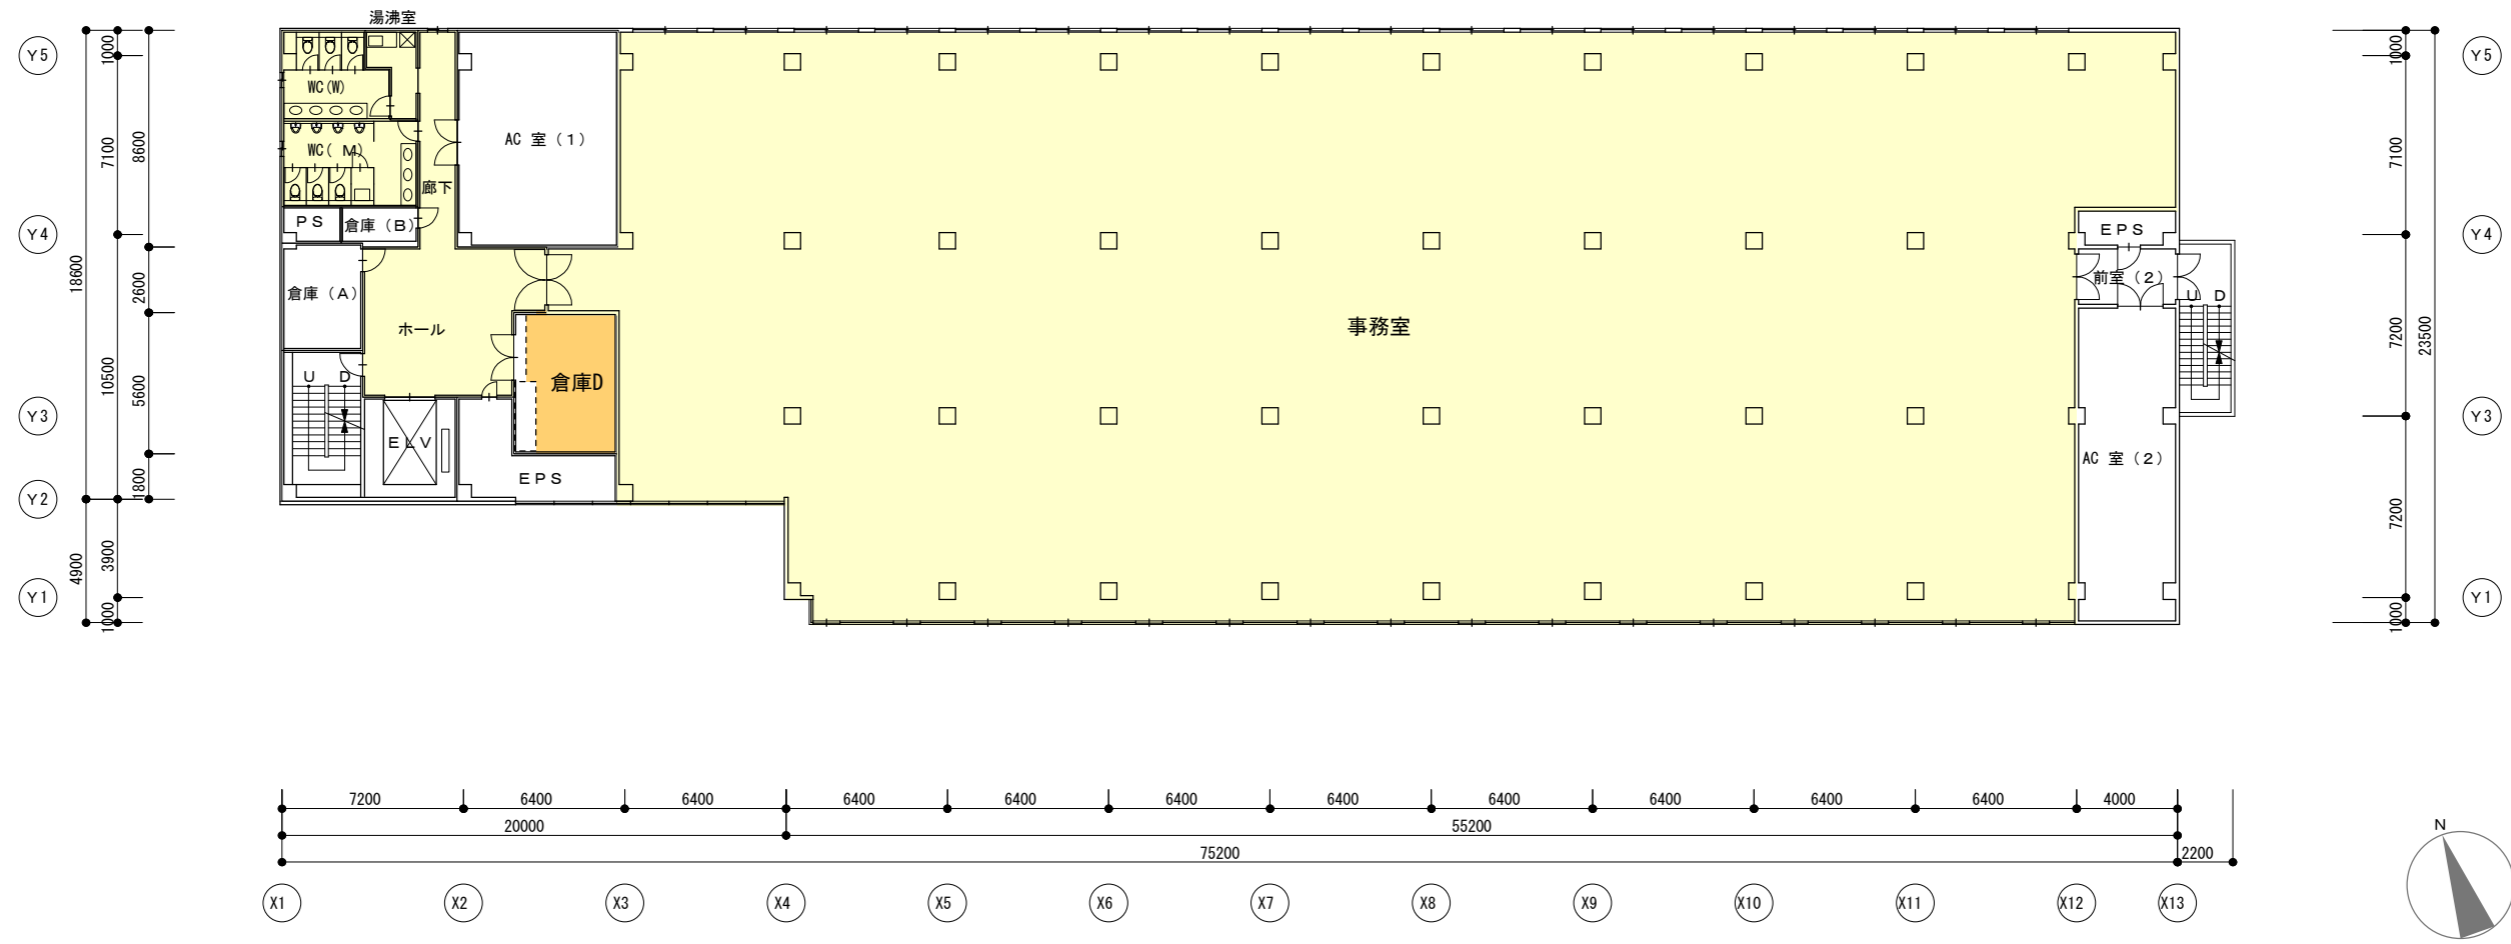 湯沸室
Y5
1000
WC(W)
AC 室（1）
7100
8600
WC( M)
廊下
PS
倉庫（B）
Y4
18600
2600
倉庫（A）
ホール
10500
5600
U D
倉庫D
Y3
ELV
EPS
1800
Y2
4900
3900
Y1
1000
事務室
EPS
前室（2）
U D
AC 室（2）
1000
Y5
7100
Y4
7200
23500
Y3
7200
Y1
1000
7200 6400 6400 6400 6400 6400 6400 6400 6400 6400 6400 4000
20000 55200
75200 2200
X1 X2 X3 X4 X5 X6 X7 X8 X9 X10 X11 X12 X13
N